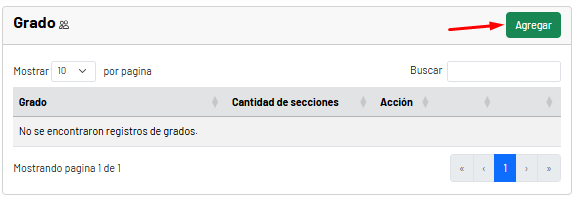 Grado
Agregar
Mostrar 10 por pagina Buscar
Grado Cantidad de secciones Acción
No se encontraron registros de grados.
Mostrando pagina 1 de 1 « ‹ 1 › »